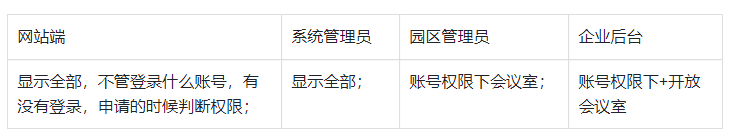 网站端 系统管理员 园区管理员 企业后台
显示全部，不管登录什么账号，有 显示全部； 账号权限下会议室； 账号权限下+开放
没有登录，申请的时候判断权限； 会议室